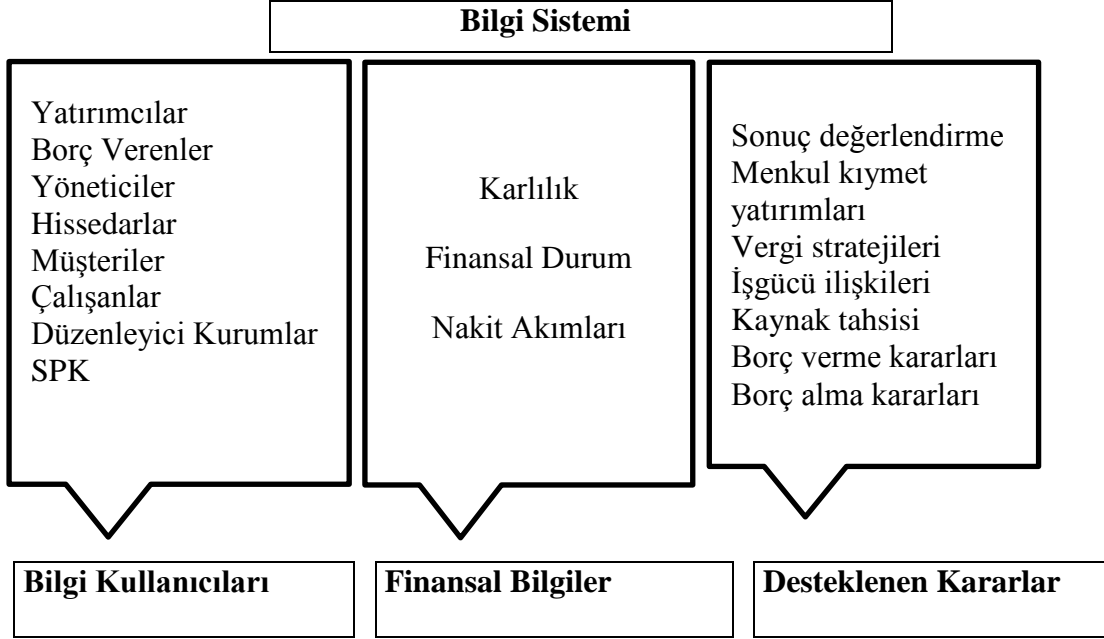 Bilgi Sistemi
Yatırımcılar
Borç Verenler
Yöneticiler
Hissedarlar
Müşteriler
Çalışanlar
Düzenleyici Kurumlar
SPK
Karlılık
Finansal Durum
Nakit Akımları
Sonuç değerlendirme
Menkul kıymet
yatırımları
Vergi stratejileri
İşgücü ilişkileri
Kaynak tahsisi
Borç verme kararları
Borç alma kararları
Bilgi Kullanıcıları
Finansal Bilgiler
Desteklenen Kararlar